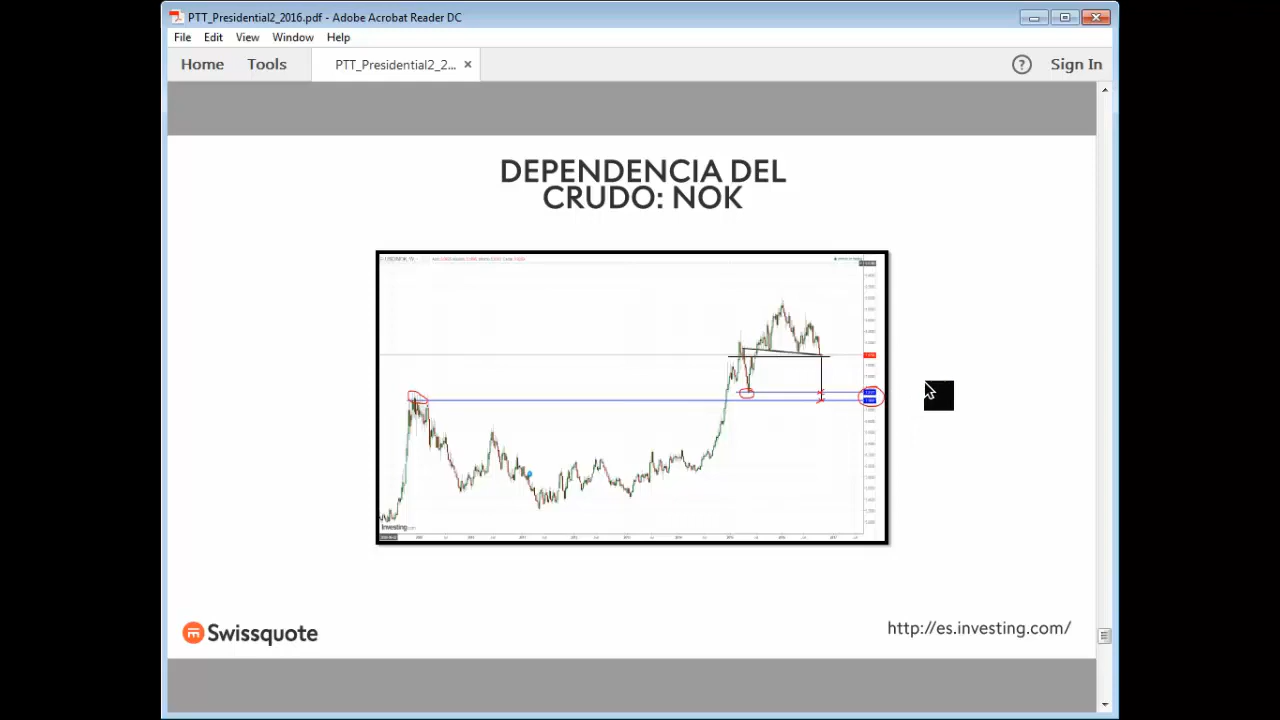 PTT_Presidential2_2016.pdf - Adobe Acrobat Reader DC
File Edit View Window Help
Home Tools PTT_Presidential2_2... × ? Sign In
DEPENDENCIA DEL
CRUDO: NOK
Investing
Swissquote
http://es.investing.com/